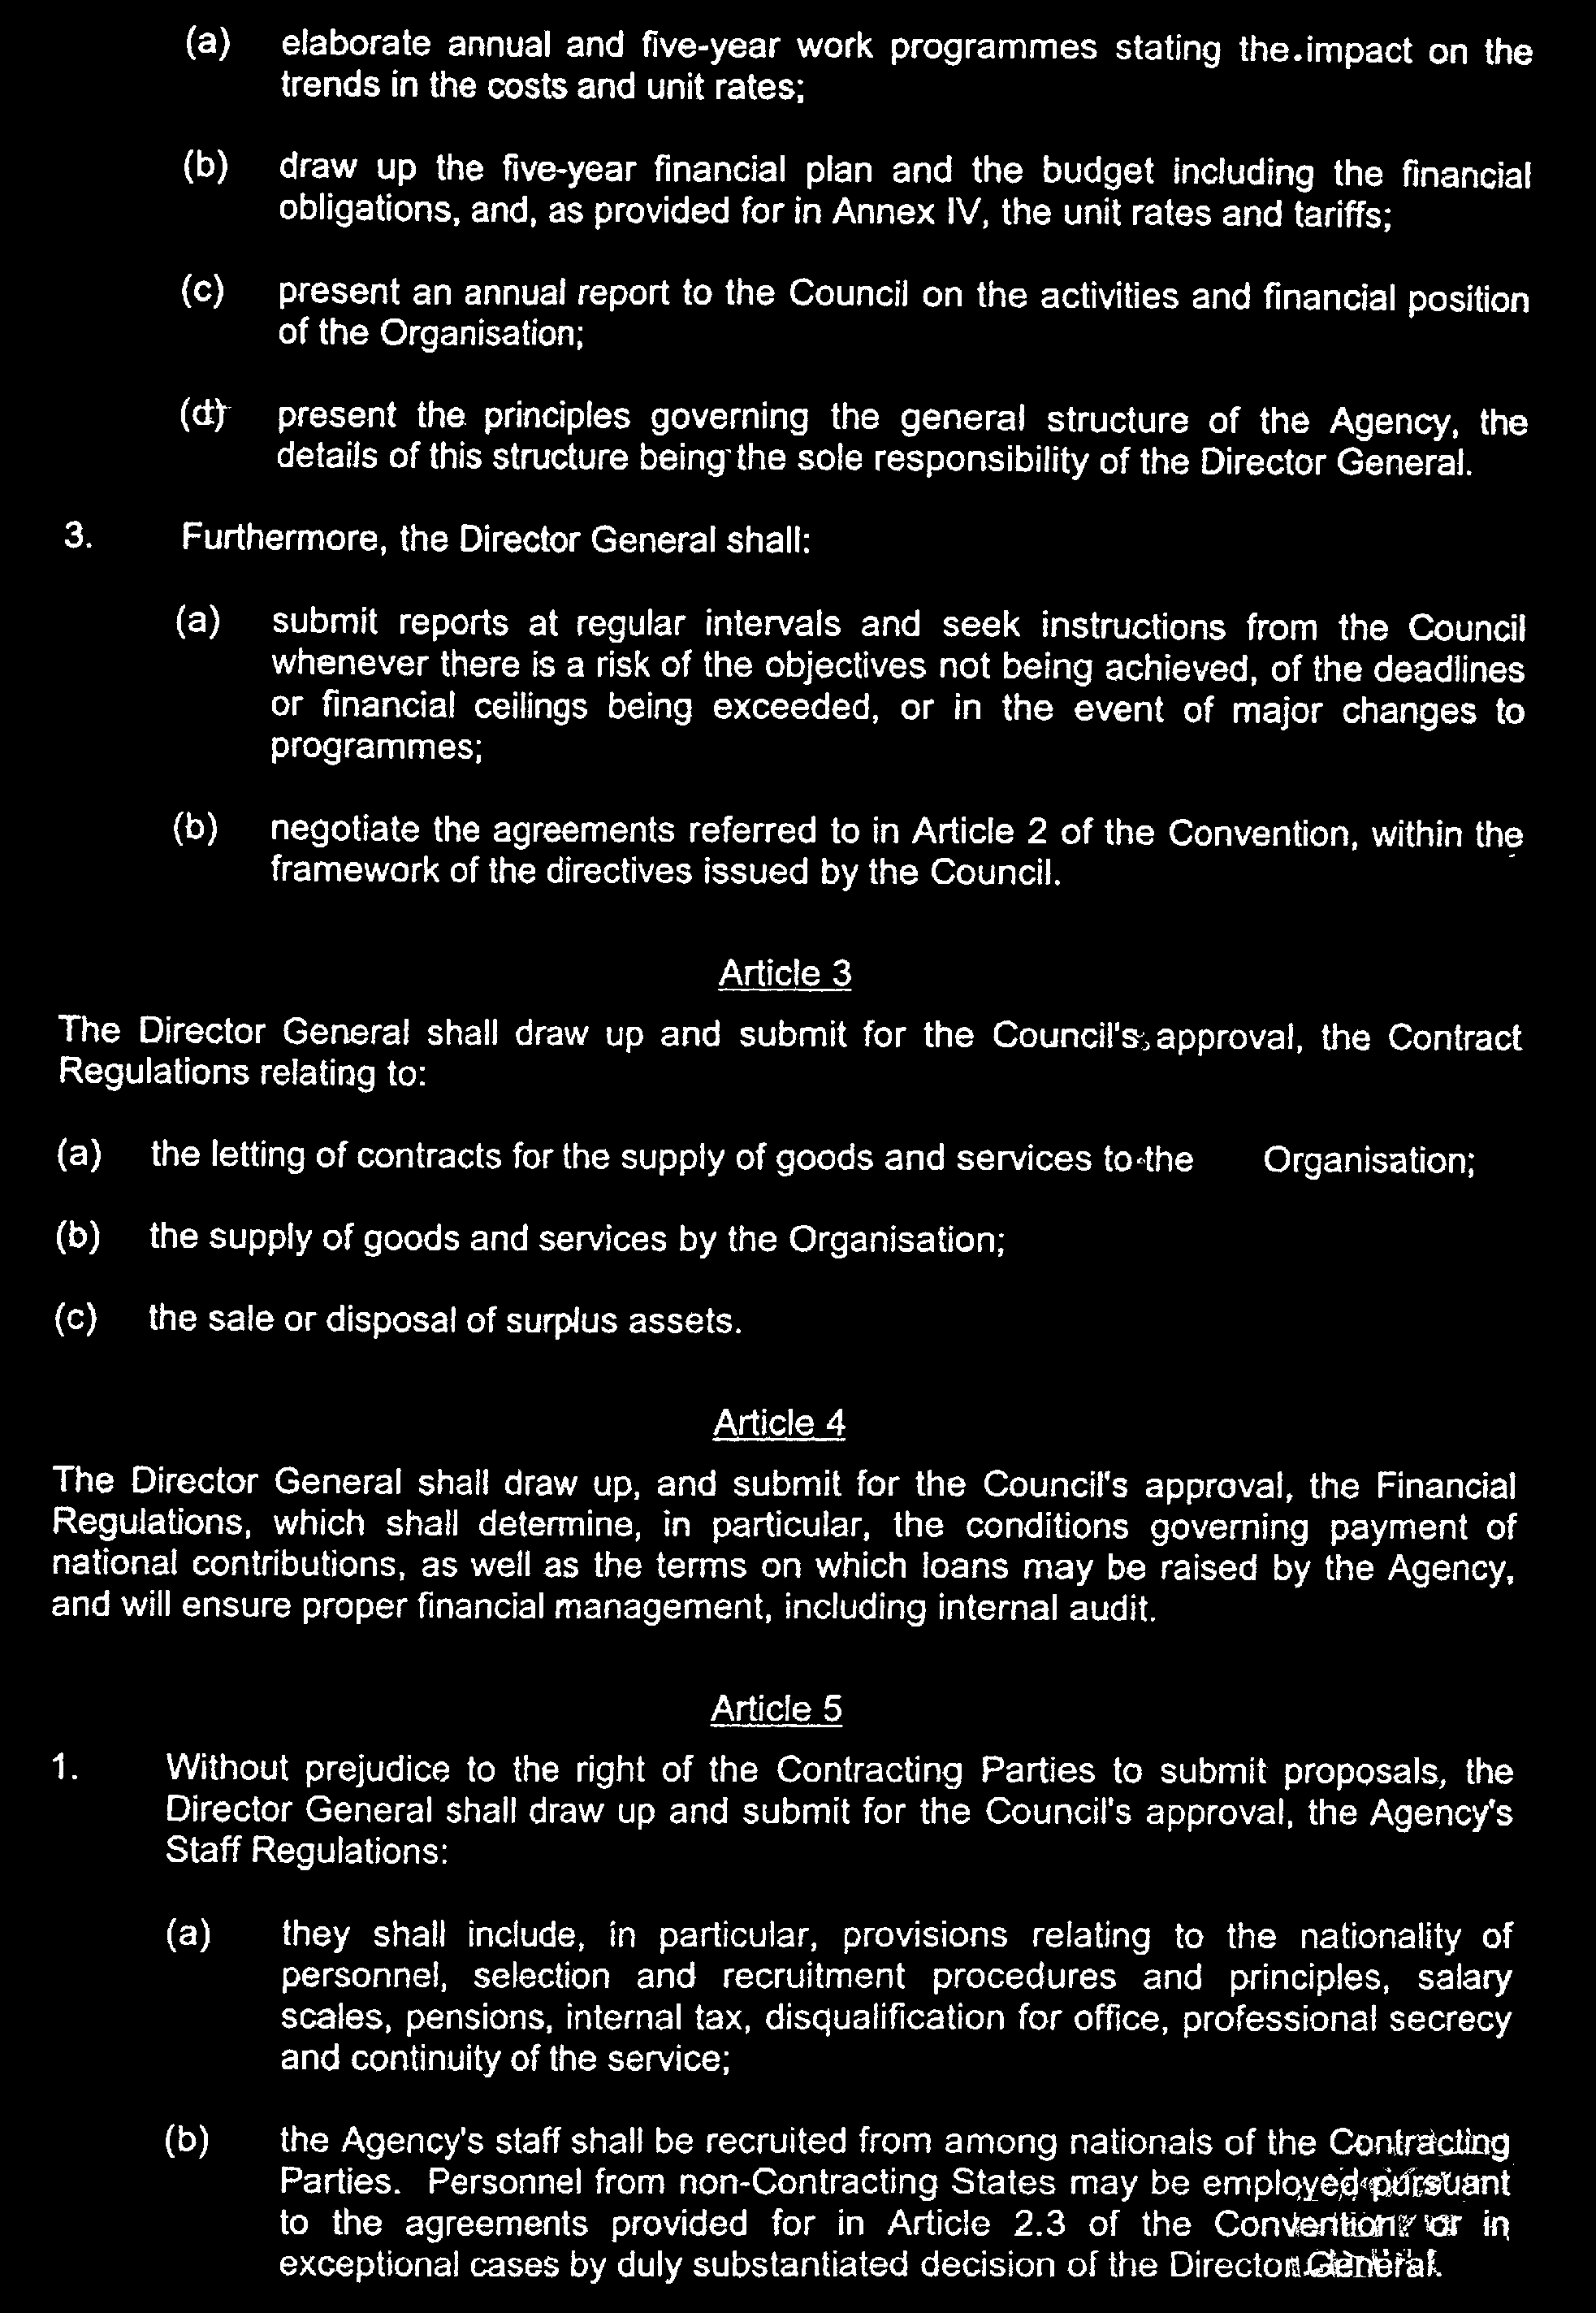 (a) elaborate annual and five-year work programmes stating the.impact on the
trends in the costs and unit rates;
(b) draw up the five-year financial plan and the budget including the financial
obligations, and, as provided for in Annex IV, the unit rates and tariffs;
(c) present an annual report to the Council on the activities and financial position
of the Organisation;
(d) present the principles governing the general structure of the Agency, the
details of this structure being the sole responsibility of the Director General.
3. Furthermore, the Director General shall:
(a) submit reports at regular intervals and seek instructions from the Council
whenever there is a risk of the objectives not being achieved, of the deadlines
or financial ceilings being exceeded, or in the event of major changes to
programmes;
(b) negotiate the agreements referred to in Article 2 of the Convention, within the
framework of the directives issued by the Council.
Article 3
The Director General shall draw up and submit for the Council's approval, the Contract
Regulations relating to:
(a) the letting of contracts for the supply of goods and services to the Organisation;
(b) the supply of goods and services by the Organisation;
(c) the sale or disposal of surplus assets.
Article 4
The Director General shall draw up, and submit for the Council's approval, the Financial
Regulations, which shall determine, in particular, the conditions governing payment of
national contributions, as well as the terms on which loans may be raised by the Agency,
and will ensure proper financial management, including internal audit.
Article 5
1. Without prejudice to the right of the Contracting Parties to submit proposals, the
Director General shall draw up and submit for the Council's approval, the Agency's
Staff Regulations:
(a) they shall include, in particular, provisions relating to the nationality of
personnel, selection and recruitment procedures and principles, salary
scales, pensions, internal tax, disqualification for office, professional secrecy
and continuity of the service;
(b) the Agency's staff shall be recruited from among nationals of the Contracting
Parties. Personnel from non-Contracting States may be employed pursuant
to the agreements provided for in Article 2.3 of the Convention or in
exceptional cases by duly substantiated decision of the Director General.